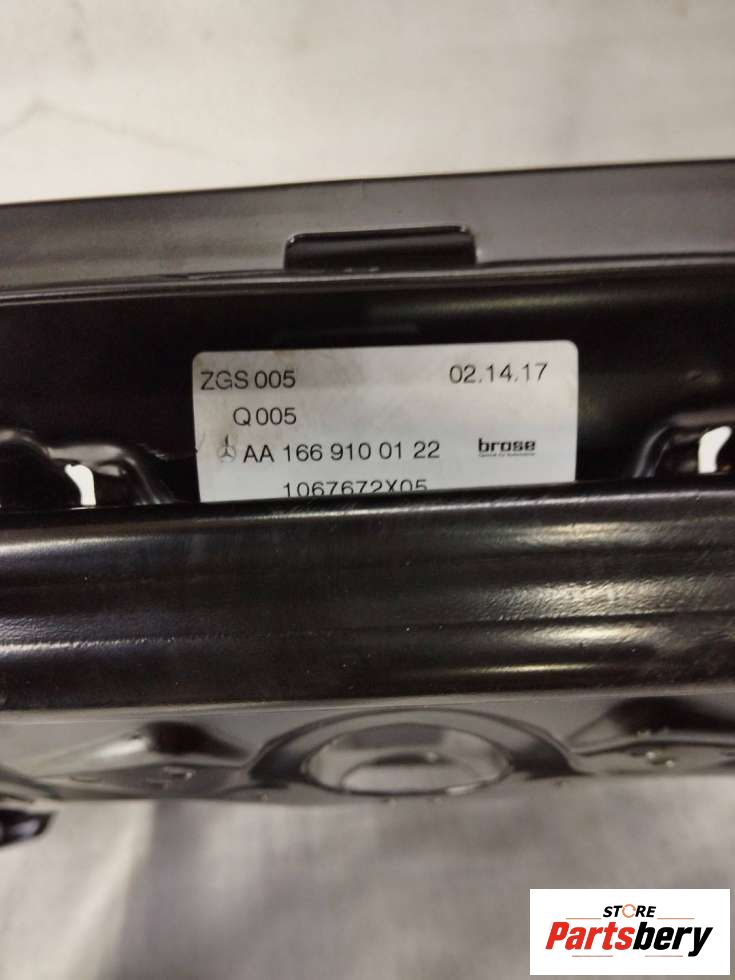 ZGS 005 02.14.17
Q 005
AA 166 910 01 22 brose
1067672X05
STORE
Partsbery